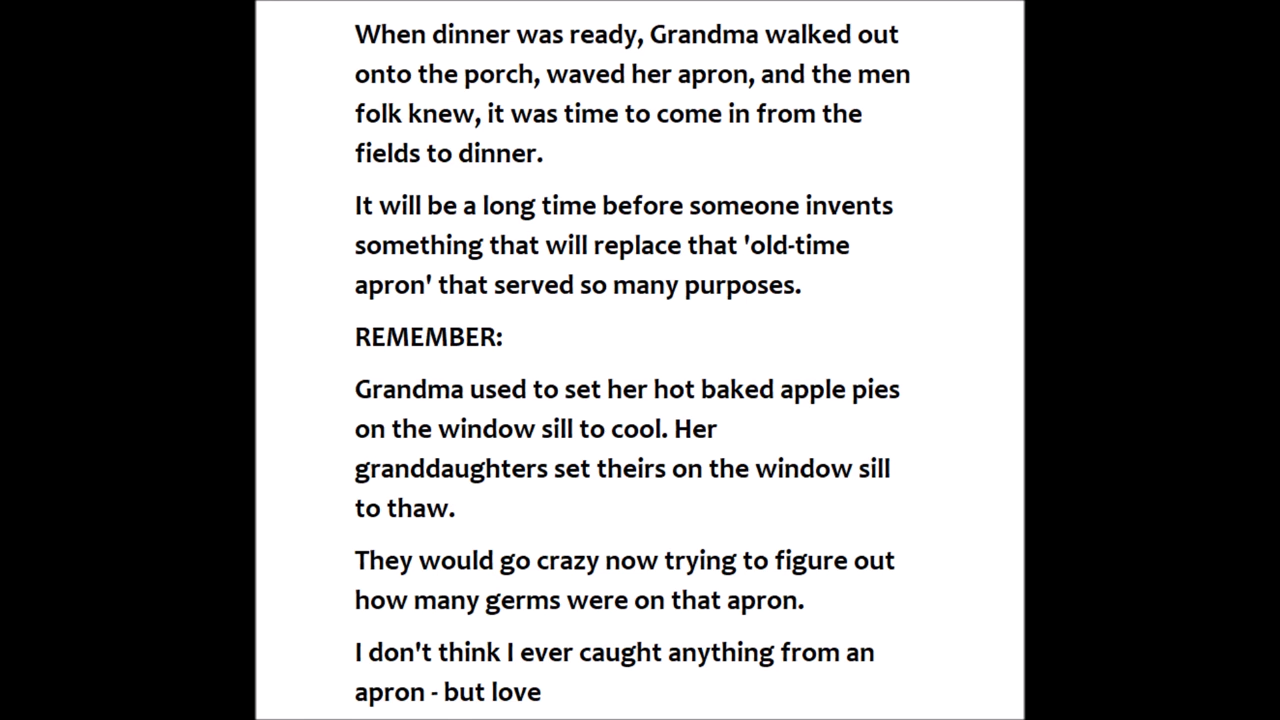 When dinner was ready, Grandma walked out
onto the porch, waved her apron, and the men
folk knew, it was time to come in from the
fields to dinner.
It will be a long time before someone invents
something that will replace that 'old-time
apron' that served so many purposes.
REMEMBER:
Grandma used to set her hot baked apple pies
on the window sill to cool. Her
granddaughters set theirs on the window sill
to thaw.
They would go crazy now trying to figure out
how many germs were on that apron.
I don't think I ever caught anything from an
apron - but love